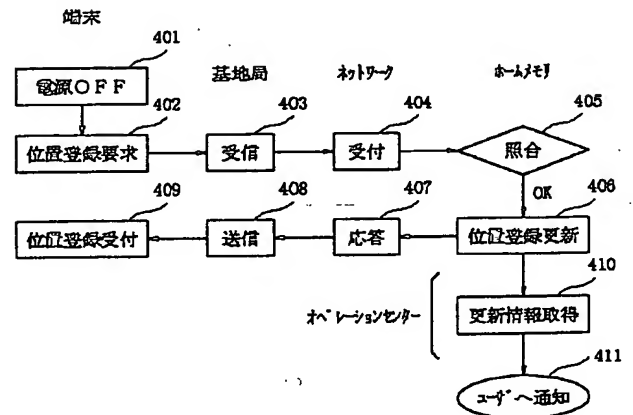 端末
401
電源OFF
基地局
ネットワーク
ホームメモリ
402
403
404
405
位置登録要求
受信
受付
照合
OK
409
408
407
406
位置登録受付
送信
応答
位置登録更新
410
オペレーションセンター
更新情報取得
411
ユーザへ通知